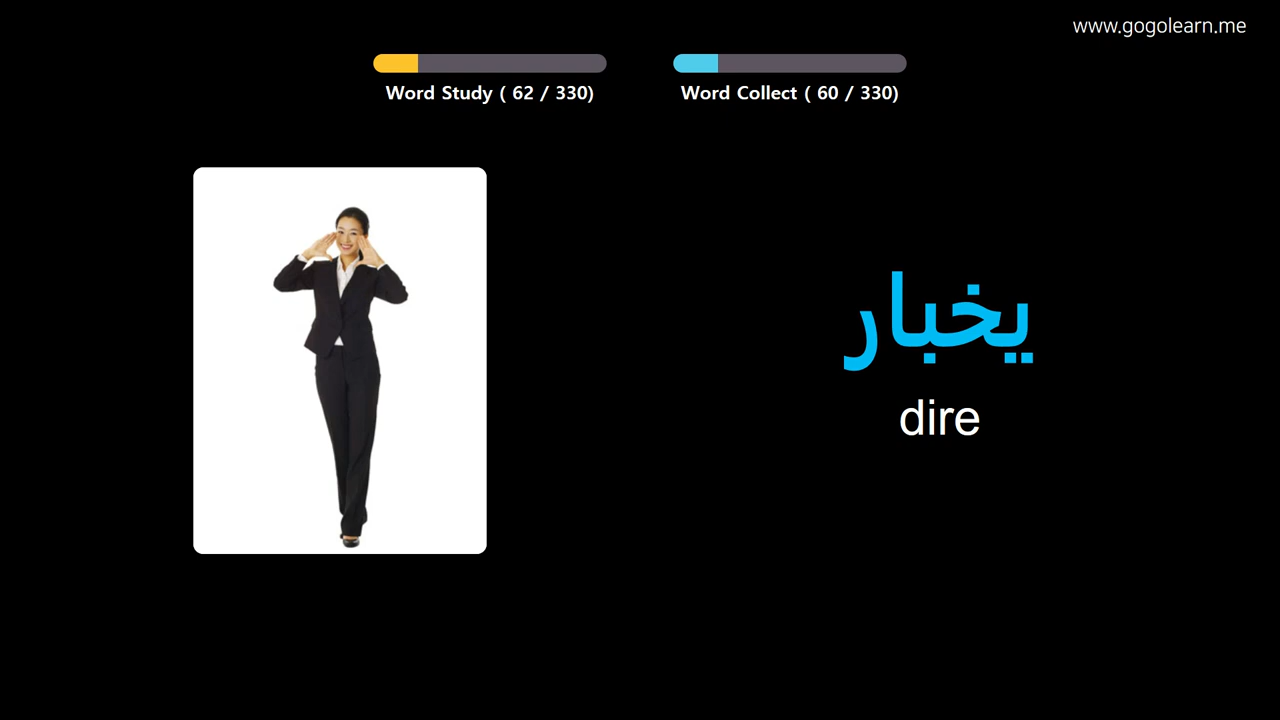 www.gogolearn.me
Word Study ( 62 / 330)
Word Collect ( 60 / 330)
يخبار
dire